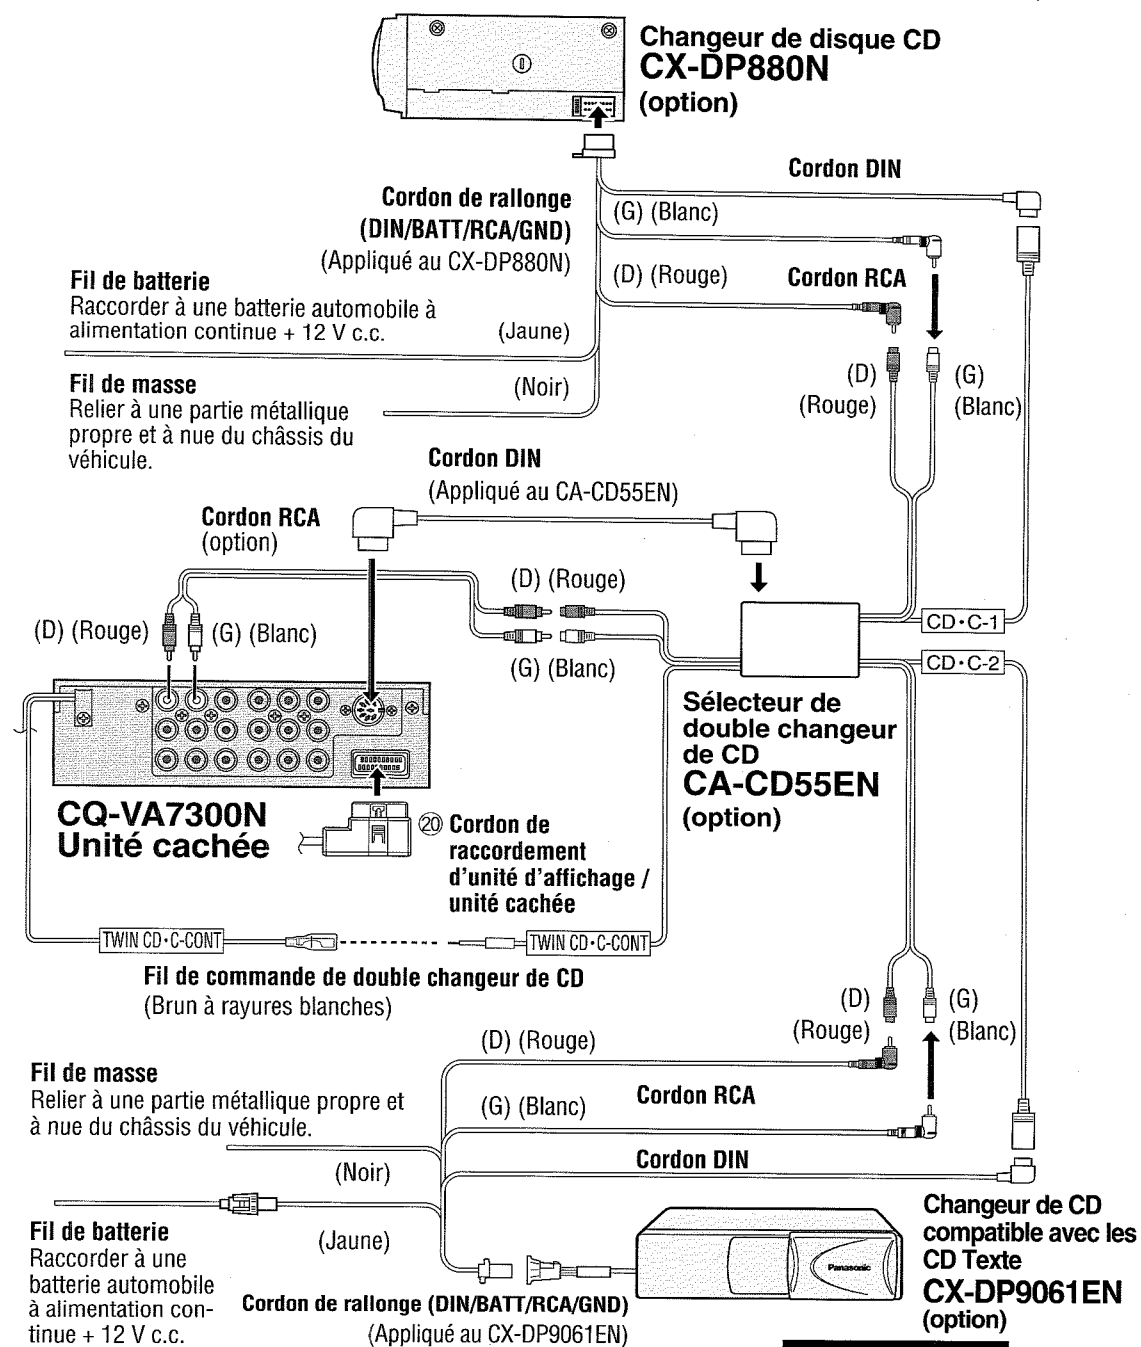 Changeur de disque CD
CX-DP880N
(option)
Cordon DIN
Cordon de rallonge
(DIN/BATT/RCA/GND)
(Appliqué au CX-DP880N)
(G) (Blanc)
(D) (Rouge)
Cordon RCA
Fil de batterie
Raccorder à une batterie automobile à
alimentation continue + 12 V c.c.
(Jaune)
Fil de masse
Relier à une partie métallique
propre et à nue du châssis du
véhicule.
(Noir)
(D)
(Rouge)
(G)
(Blanc)
Cordon DIN
(Appliqué au CA-CD55EN)
Cordon RCA
(option)
(D) (Rouge)
(D) (Rouge)
(G) (Blanc)
(G) (Blanc)
CD•C-1
CD•C-2
Sélecteur de
double changeur
de CD
CA-CD55EN
(option)
CQ-VA7300N
Unité cachée
⑳ Cordon de
raccordement
d'unité d'affichage /
unité cachée
TWIN CD•C-CONT
TWIN CD•C-CONT
Fil de commande de double changeur de CD
(Brun à rayures blanches)
(D)
(Rouge)
(G)
(Blanc)
(D) (Rouge)
Fil de masse
Relier à une partie métallique propre et
à nue du châssis du véhicule.
(G) (Blanc)
Cordon RCA
(Noir)
Cordon DIN
Fil de batterie
Raccorder à une
batterie automobile
à alimentation con-
tinue + 12 V c.c.
(Jaune)
Panasonic
Changeur de CD
compatible avec les
CD Texte
CX-DP9061EN
(option)
Cordon de rallonge (DIN/BATT/RCA/GND)
(Appliqué au CX-DP9061EN)